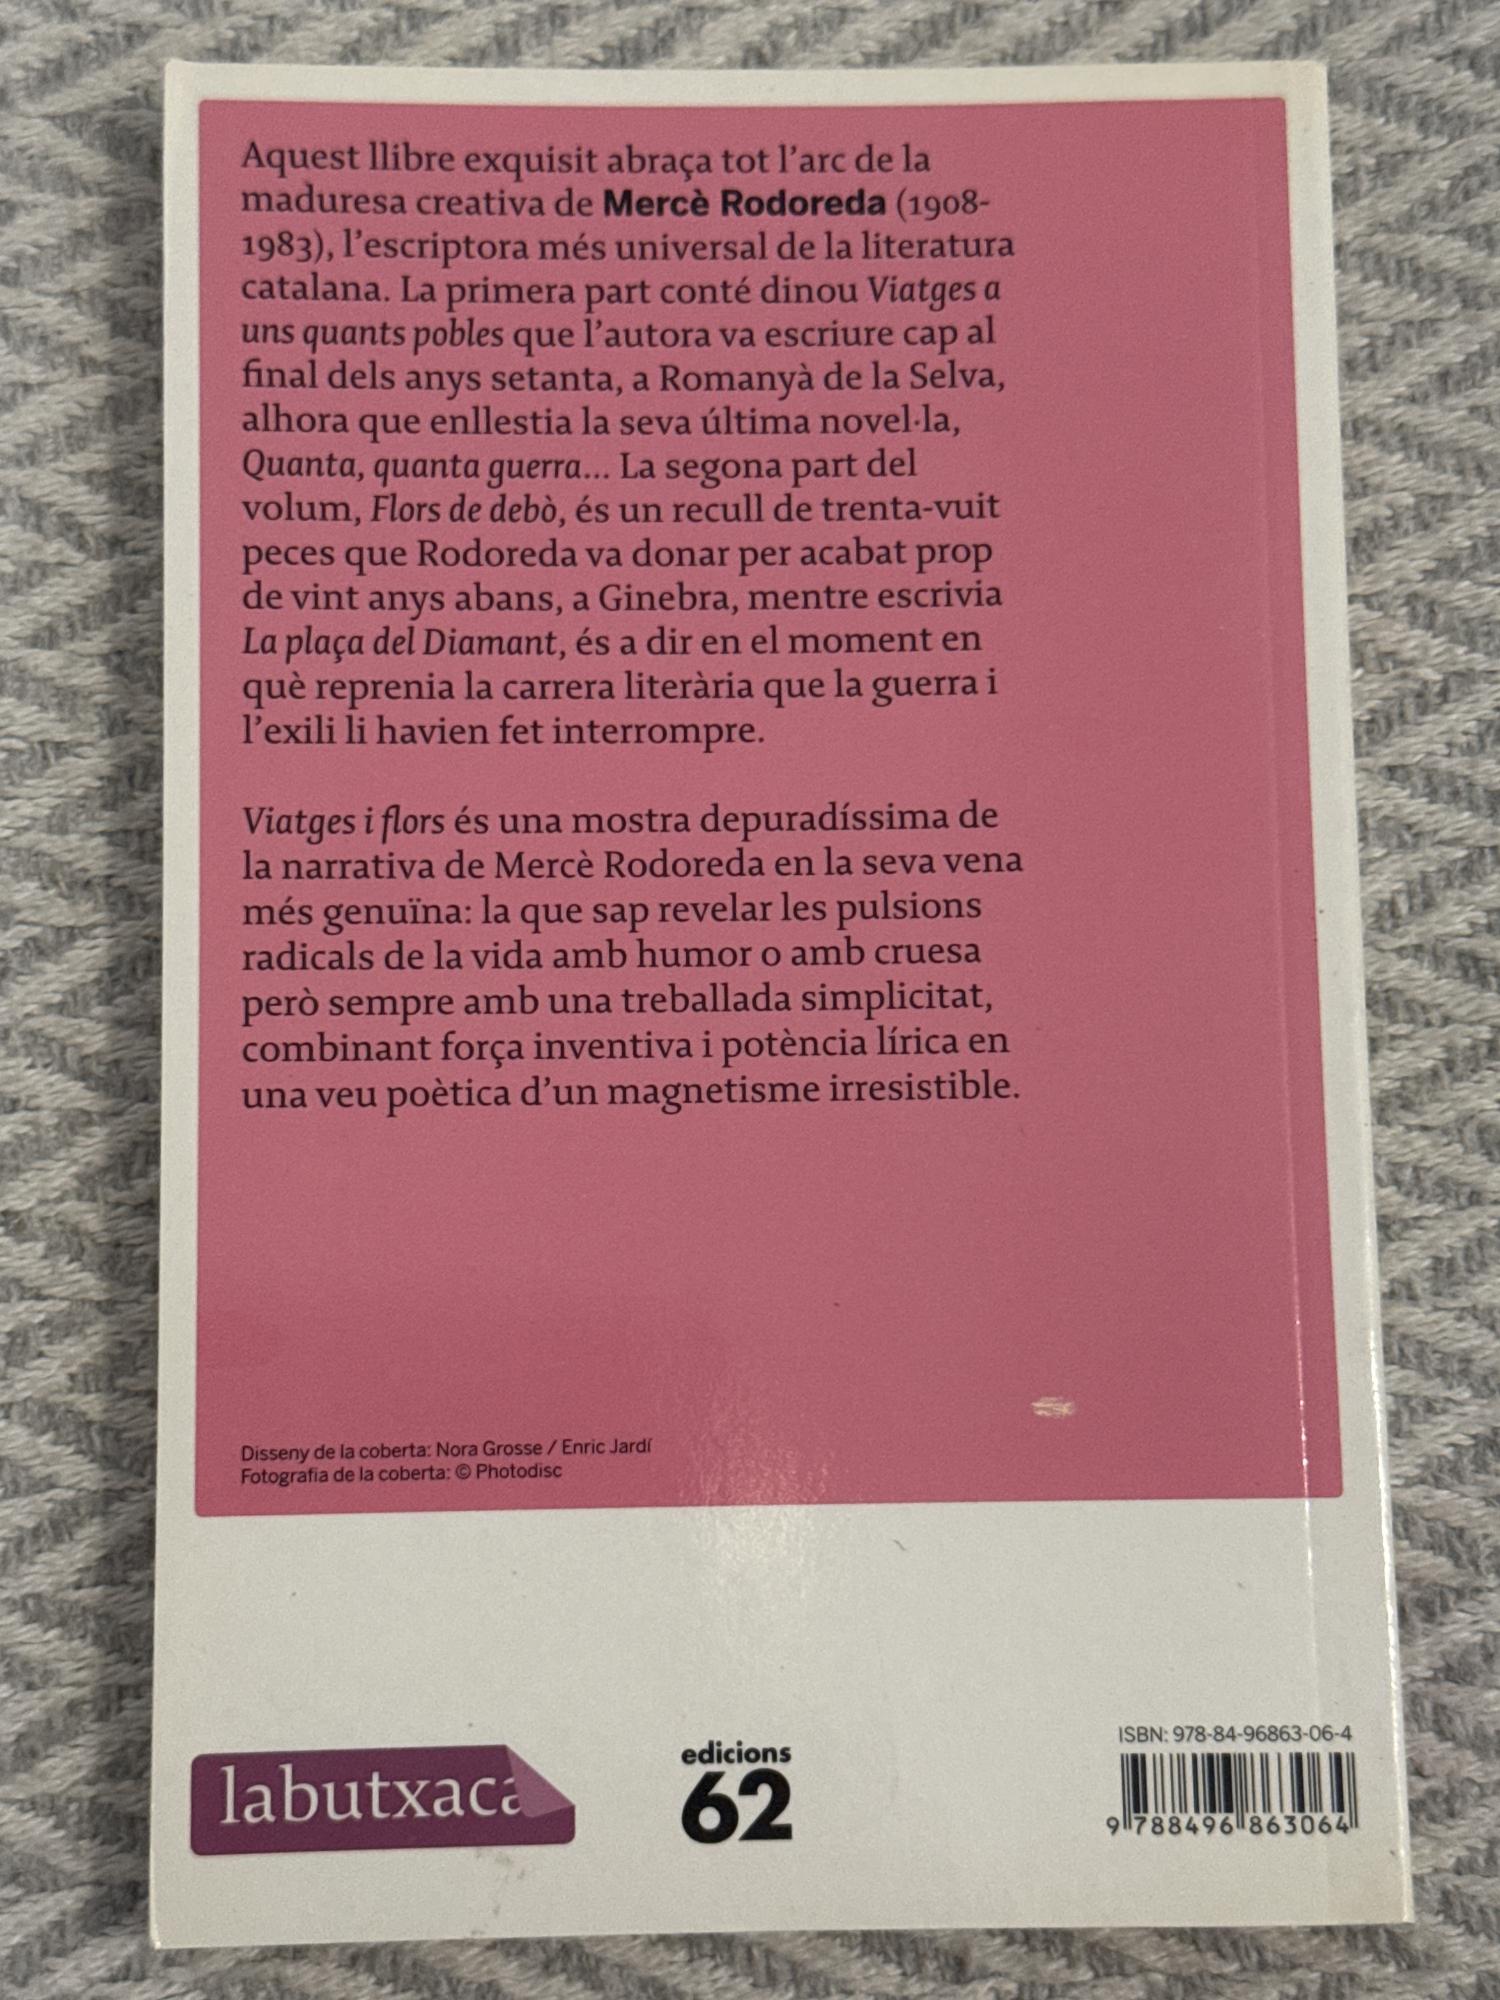 Aquest llibre exquisit abraça tot l'arc de la
maduresa creativa de Mercè Rodoreda (1908-
1983), l'escriptora més universal de la literatura
catalana. La primera part conté dinou Viatges a
uns quants pobles que l'autora va escriure cap al
final dels anys setanta, a Romanyà de la Selva,
alhora que enllestia la seva última novel·la,
Quanta, quanta guerra... La segona part del
volum, Flors de debò, és un recull de trenta-vuit
peces que Rodoreda va donar per acabat prop
de vint anys abans, a Ginebra, mentre escrivia
La plaça del Diamant, és a dir en el moment en
què reprenia la carrera literària que la guerra i
l'exili li havien fet interrompre.
Viatges i flors és una mostra depuradíssima de
la narrativa de Mercè Rodoreda en la seva vena
més genuïna: la que sap revelar les pulsions
radicals de la vida amb humor o amb cruesa
però sempre amb una treballada simplicitat,
combinant força inventiva i potència lírica en
una veu poètica d'un magnetisme irresistible.
Disseny de la coberta: Nora Grosse / Enric Jardí
Fotografia de la coberta: © Photodisc
labutxaca
edicions
62
ISBN: 978-84-96863-06-4
9 788496 863064